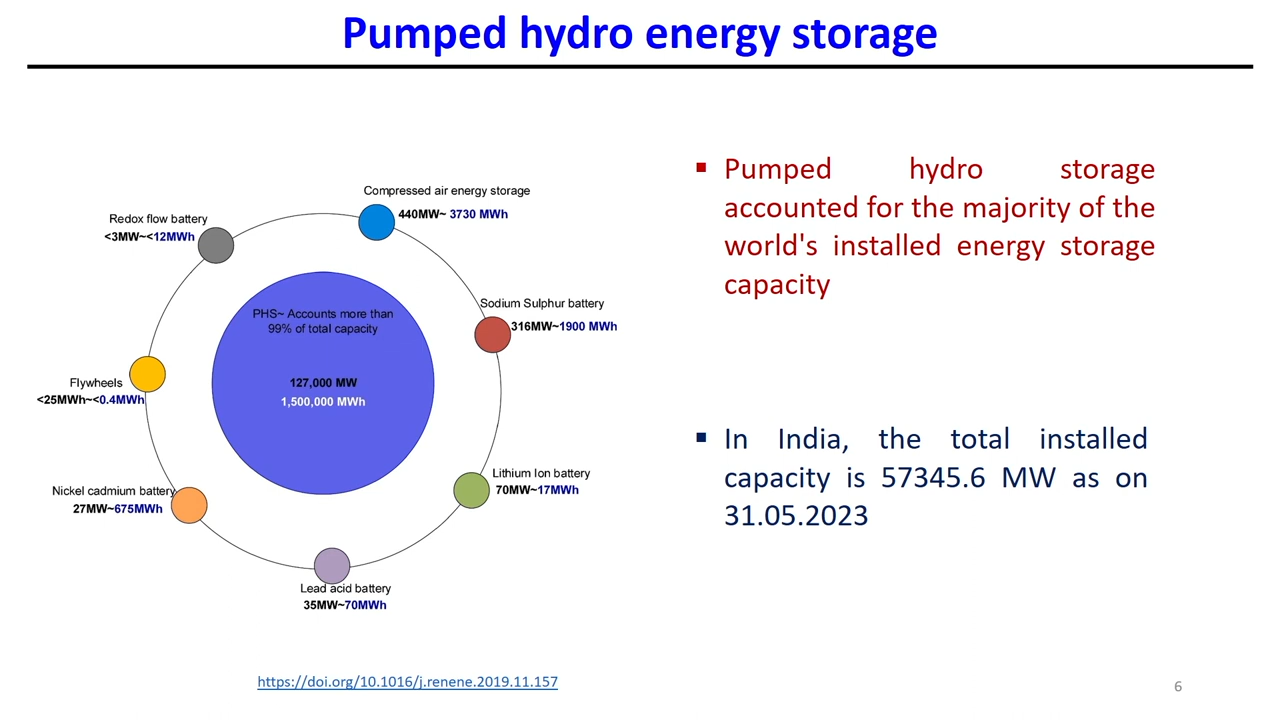 Pumped hydro energy storage
Compressed air energy storage
440MW~ 3730 MWh
Redox flow battery
<3MW~<12MWh
Sodium Sulphur battery
316MW~1900 MWh
PHS~ Accounts more than
99% of total capacity
127,000 MW
1,500,000 MWh
Flywheels
<25MWh~<0.4MWh
Lithium Ion battery
70MW~17MWh
Nickel cadmium battery
27MW~675MWh
Lead acid battery
35MW~70MWh
▪ Pumped hydro storage
accounted for the majority of the
world's installed energy storage
capacity
▪ In India, the total installed
capacity is 57345.6 MW as on
31.05.2023
https://doi.org/10.1016/j.renene.2019.11.157
6